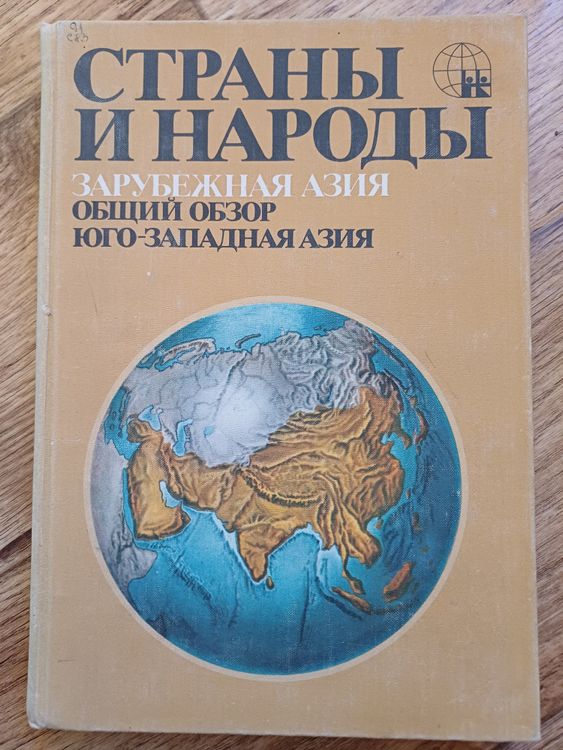 СТРАНЫ
И НАРОДЫ
ЗАРУБЕЖНАЯ АЗИЯ
ОБЩИЙ ОБЗОР
ЮГО-ЗАПАДНАЯ АЗИЯ